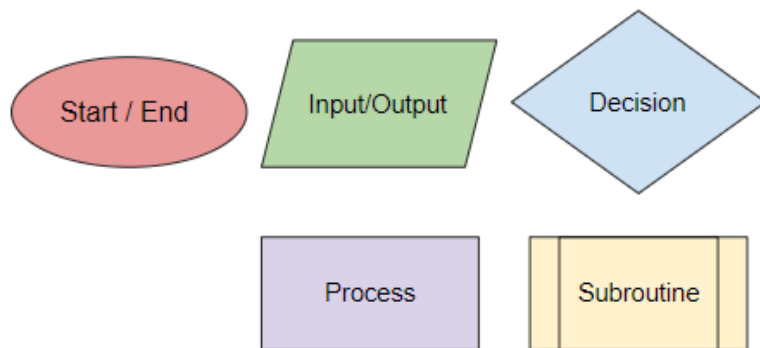 Start / End
Input/Output
Decision
Process
Subroutine